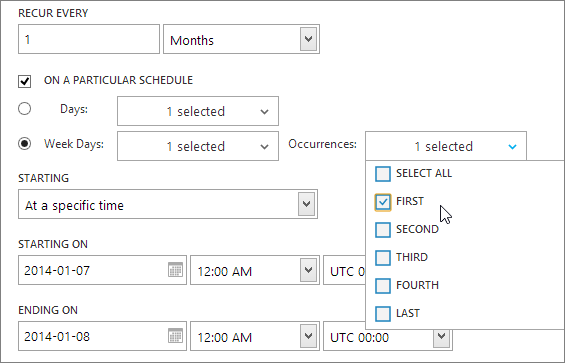 RECUR EVERY
1 Months
ON A PARTICULAR SCHEDULE
Days: 1 selected
Week Days: 1 selected Occurrences: 1 selected
SELECT ALL
FIRST
SECOND
THIRD
FOURTH
LAST
STARTING
At a specific time
STARTING ON
2014-01-07 12:00 AM UTC 0
ENDING ON
2014-01-08 12:00 AM UTC 00:00